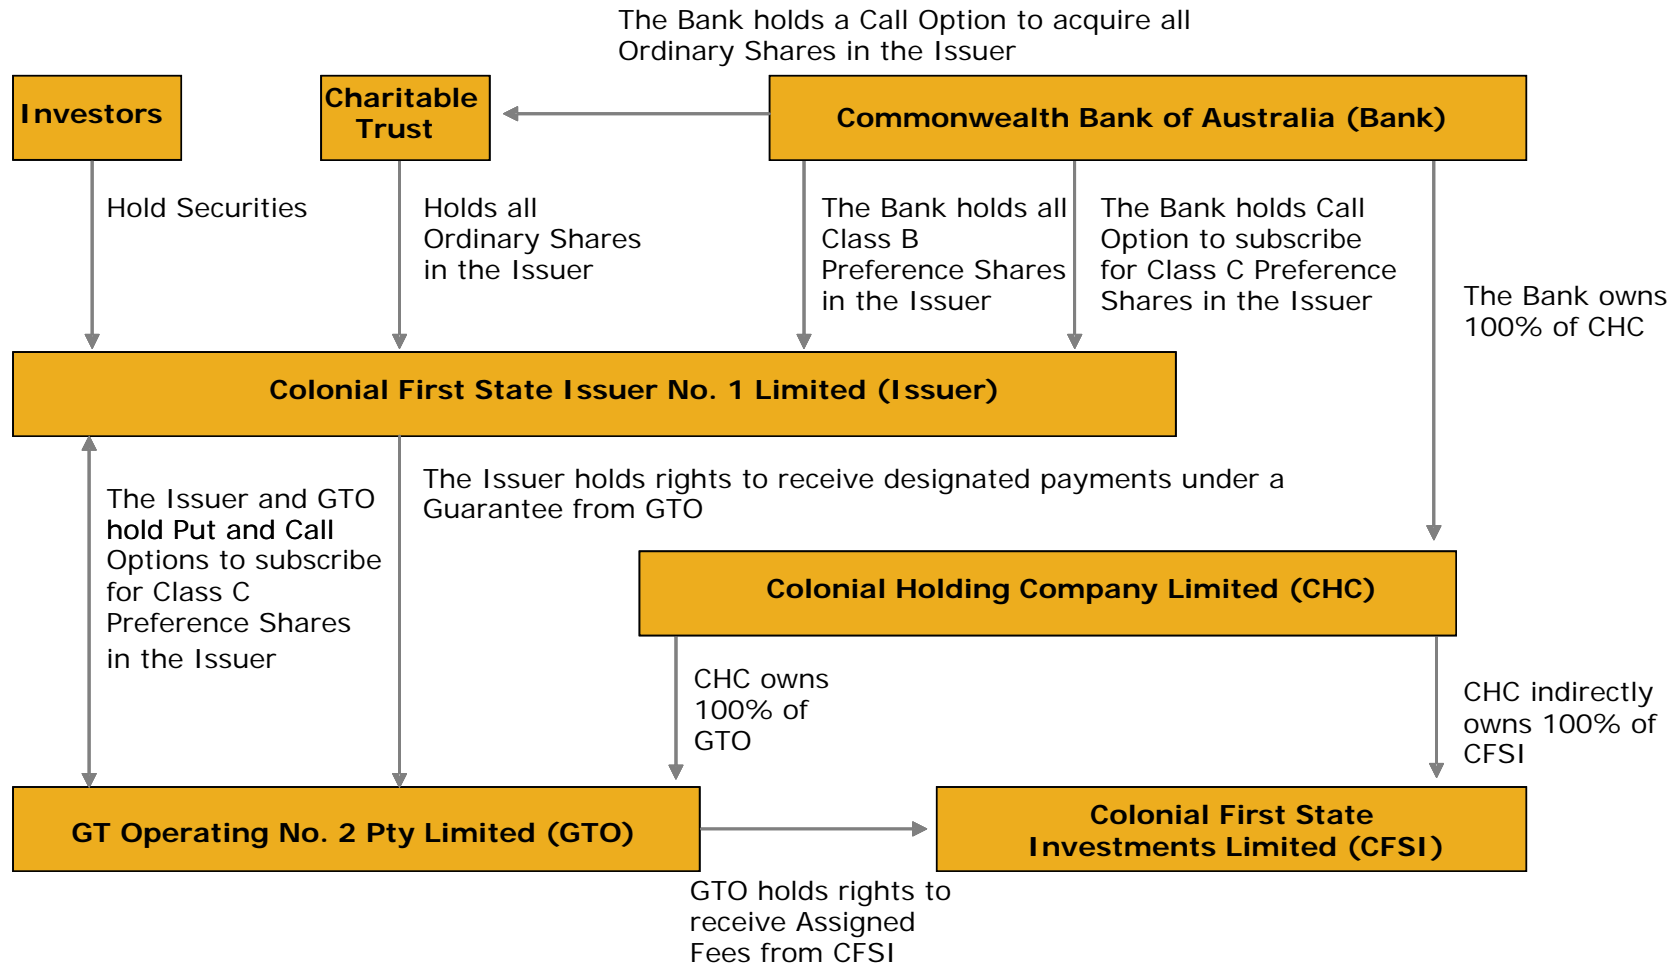 The Bank holds a Call Option to acquire all
Ordinary Shares in the Issuer
Investors
Charitable
Trust
Commonwealth Bank of Australia (Bank)
Hold Securities
Holds all
Ordinary Shares
in the Issuer
The Bank holds all
Class B
Preference Shares
in the Issuer
The Bank holds Call
Option to subscribe
for Class C Preference
Shares in the Issuer
The Bank owns
100% of CHC
Colonial First State Issuer No. 1 Limited (Issuer)
The Issuer and GTO
hold Put and Call
Options to subscribe
for Class C
Preference Shares
in the Issuer
The Issuer holds rights to receive designated payments under a
Guarantee from GTO
Colonial Holding Company Limited (CHC)
CHC owns
100% of
GTO
CHC indirectly
owns 100% of
CFSI
GT Operating No. 2 Pty Limited (GTO)
Colonial First State
Investments Limited (CFSI)
GTO holds rights to
receive Assigned
Fees from CFSI